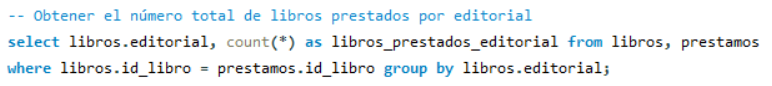 -- Obtener el número total de libros prestados por editorial
select libros.editorial, count(*) as libros_prestados_editorial from libros, prestamos
where libros.id_libro = prestamos.id_libro group by libros.editorial;